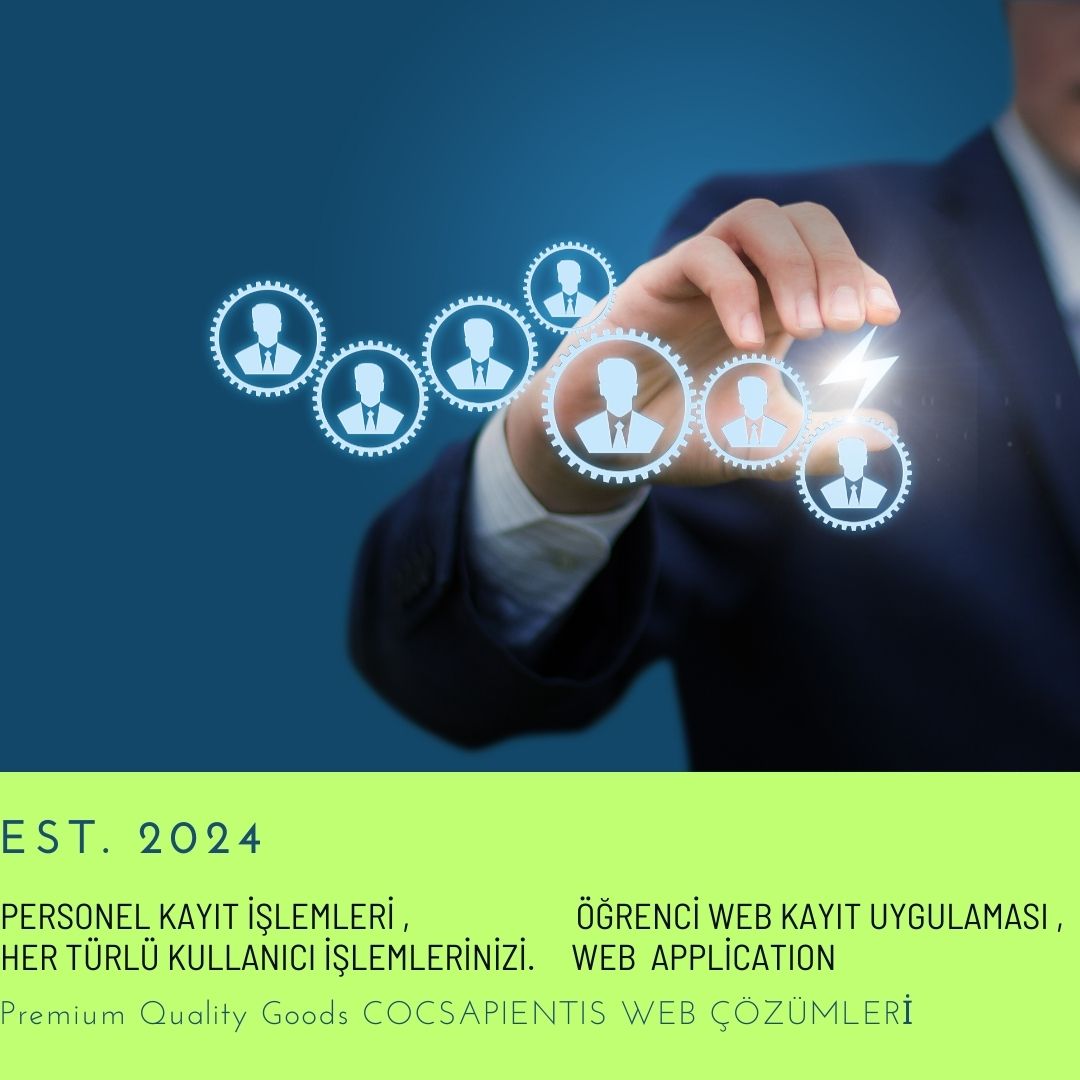 EST. 2024
PERSONEL KAYIT İŞLEMLERİ ,
HER TÜRLÜ KULLANICI İŞLEMLERİNİZİ.
ÖĞRENCİ WEB KAYIT UYGULAMASI ,
WEB APPLİCATION
Premium Quality Goods COCSAPIENTIS WEB ÇÖZÜMLERİ